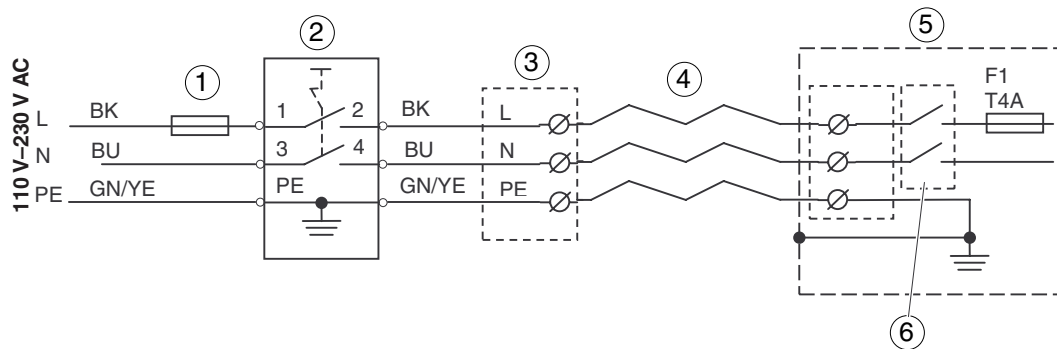 110 V–230 V AC
L BK 1 1 2 2 BK 3 L 4 5 6 F1 T4A
N BU 3 4 BU N
PE GN/YE PE GN/YE PE